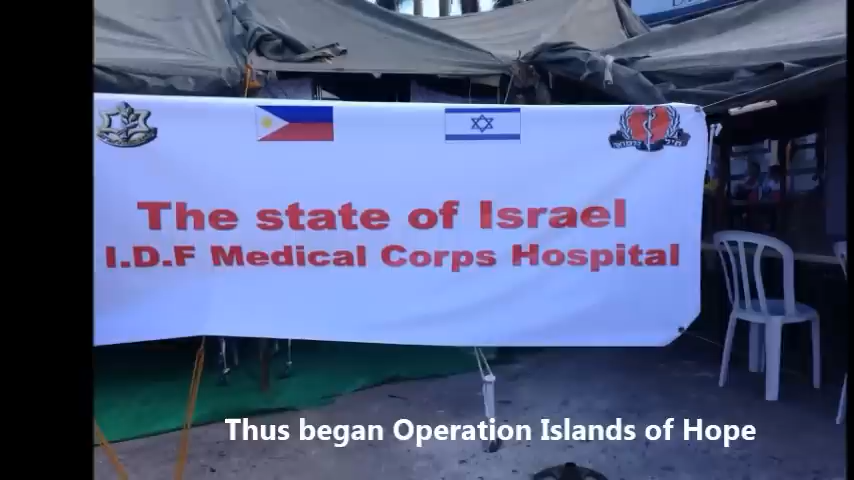 The state of Israel
I.D.F Medical Corps Hospital
Thus began Operation Islands of Hope